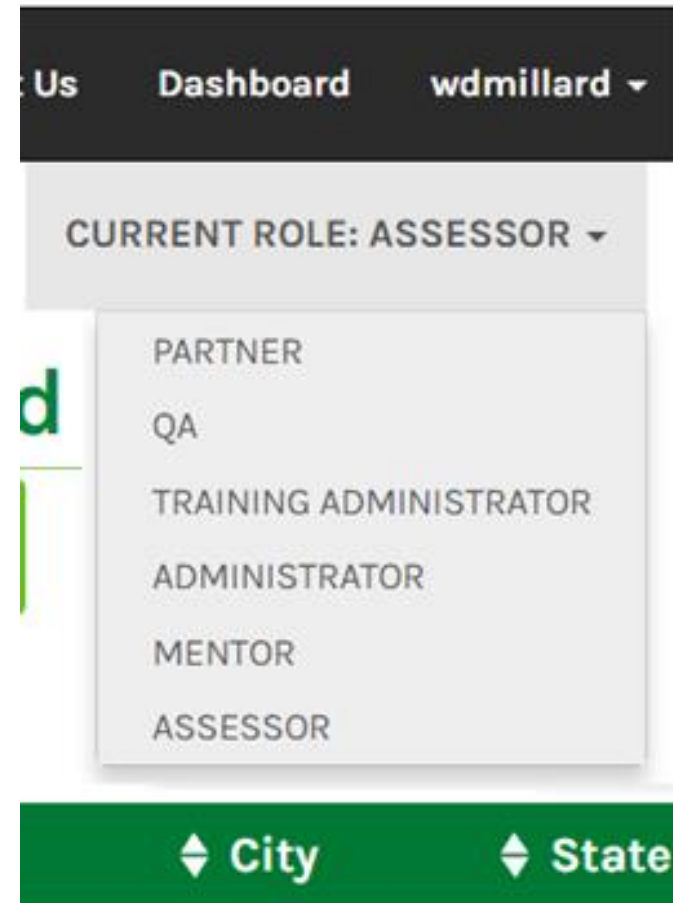 Us Dashboard wdmillard
CURRENT ROLE: ASSESSOR
PARTNER
d
QA
TRAINING ADMINISTRATOR
ADMINISTRATOR
MENTOR
ASSESSOR
City State